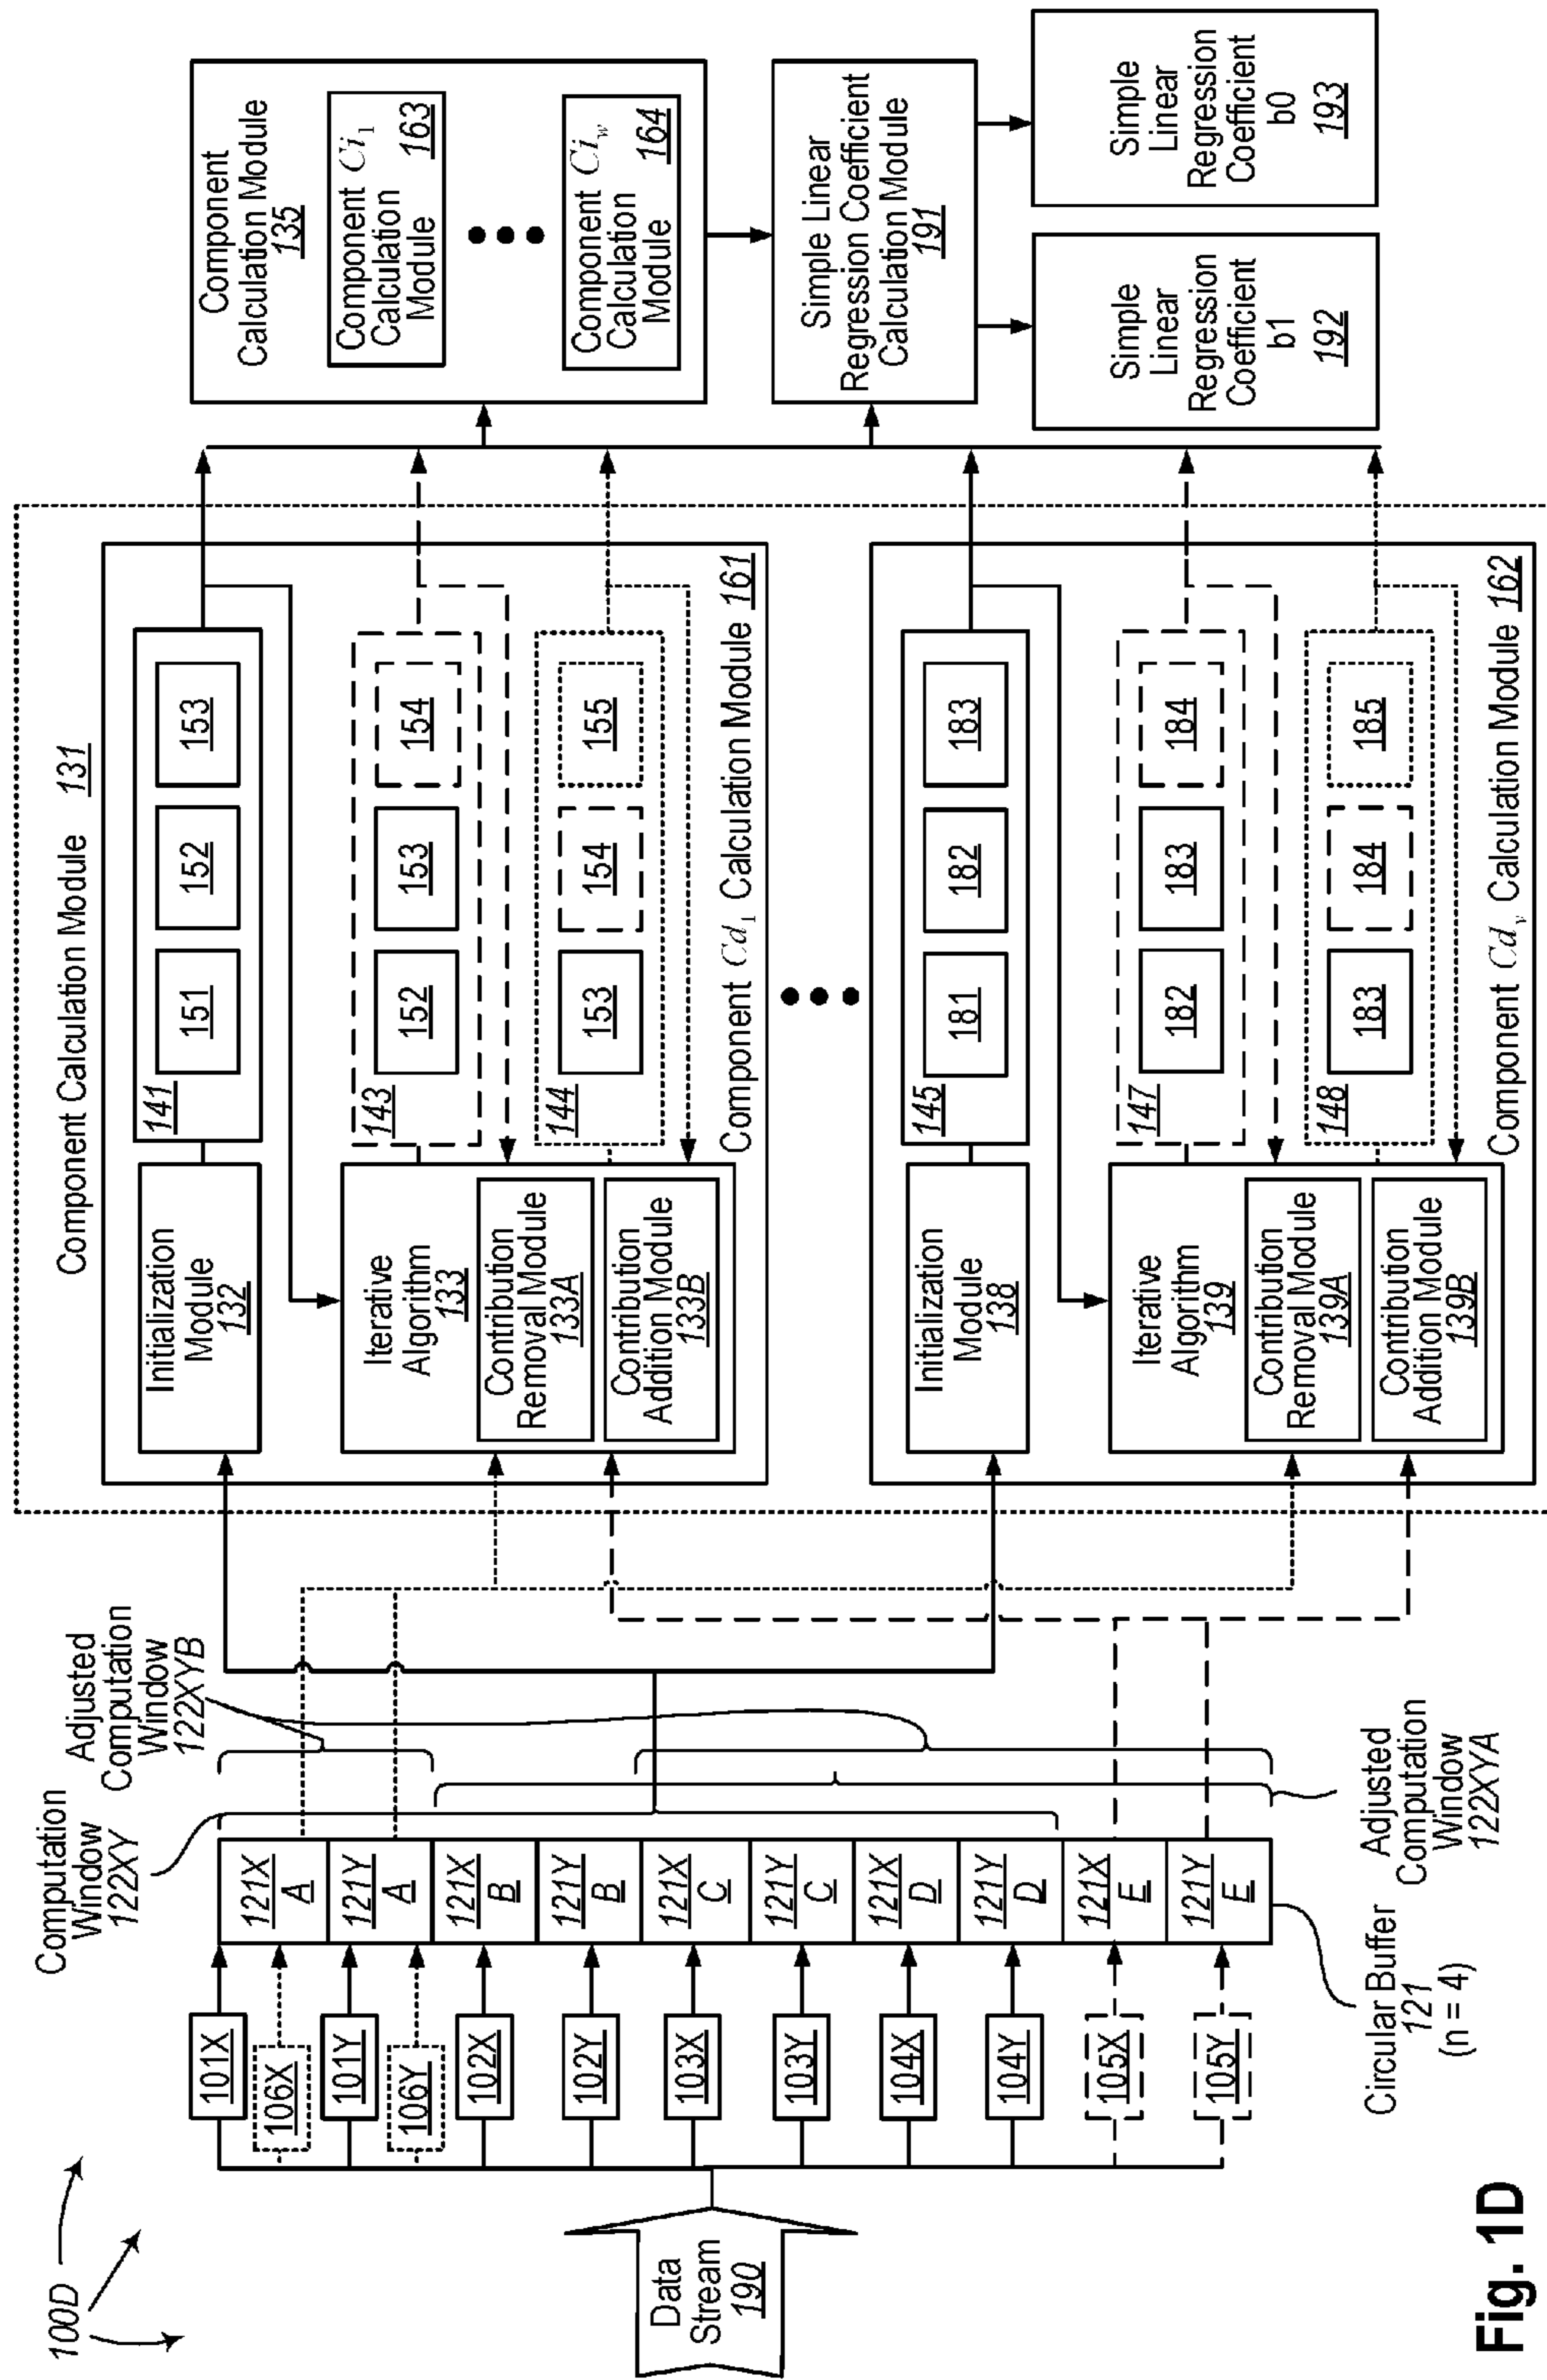 100D
Data
Stream
190
101X
106X
101Y
106Y
102X
102Y
103X
103Y
104X
104Y
105X
105Y
Computation
Window
122XY
Adjusted
Computation
Window
122XYB
121X
A
121Y
A
121X
B
121Y
B
121X
C
121Y
C
121X
D
121Y
D
121X
E
121Y
E
Adjusted
Computation
Window
122XYA
Circular Buffer
121
(n = 4)
Component Calculation Module 131
Initialization
Module
132
141
151
152
153
Iterative
Algorithm
133
Contribution
Removal Module
133A
Contribution
Addition Module
133B
143
152
153
154
144
153
154
155
Component Cd1 Calculation Module 161
Initialization
Module
138
145
181
182
183
Iterative
Algorithm
139
Contribution
Removal Module
139A
Contribution
Addition Module
139B
147
182
183
184
148
183
184
185
Component Cdv Calculation Module 162
Component
Calculation Module
135
Component Ci1
Calculation
Module
163
Component Ciw
Calculation
Module
164
Simple Linear
Regression Coefficient
Calculation Module
191
Simple
Linear
Regression
Coefficient
b1
192
Simple
Linear
Regression
Coefficient
b0
193
Fig. 1D